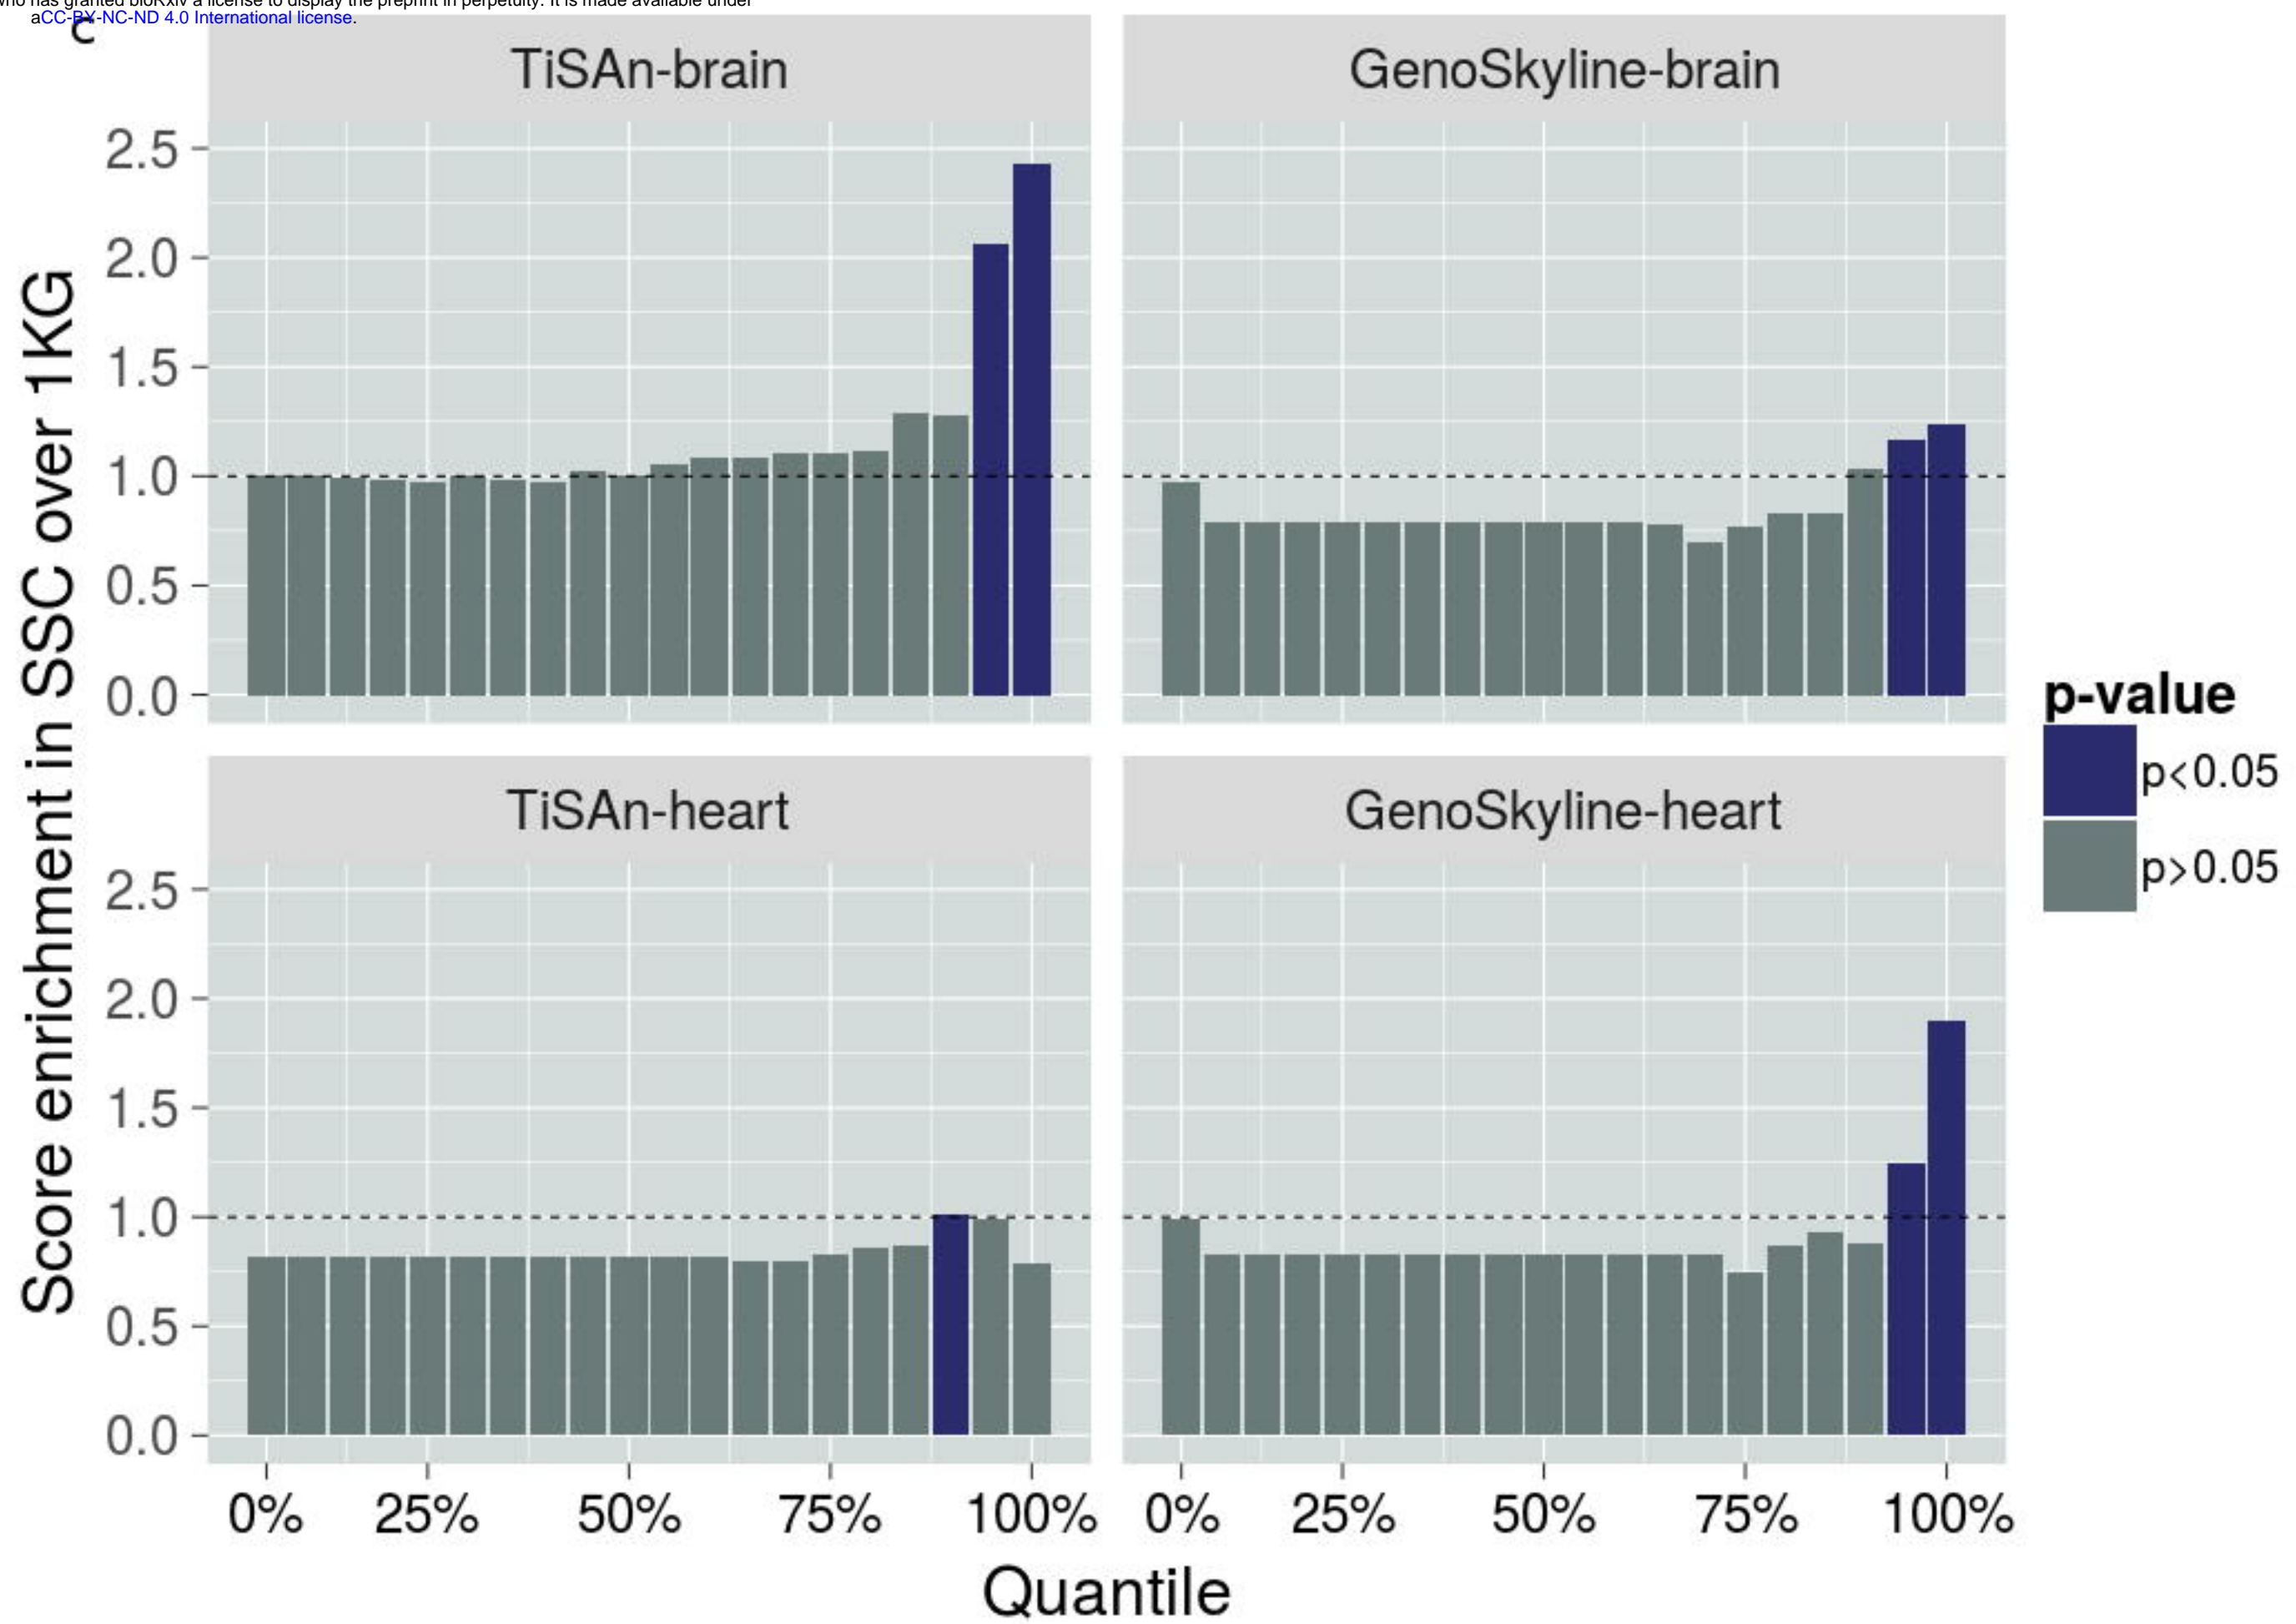 who has granted bioRxiv a license to display the preprint in perpetuity. It is made available under
aCC-BY-NC-ND 4.0 International license.
c
TiSAn-brain GenoSkyline-brain
2.5
2.0
1.5
1.0
0.5
0.0
Score enrichment in SSC over 1KG
p-value
p<0.05
p>0.05
TiSAn-heart GenoSkyline-heart
2.5
2.0
1.5
1.0
0.5
0.0
0% 25% 50% 75% 100% 0% 25% 50% 75% 100%
Quantile